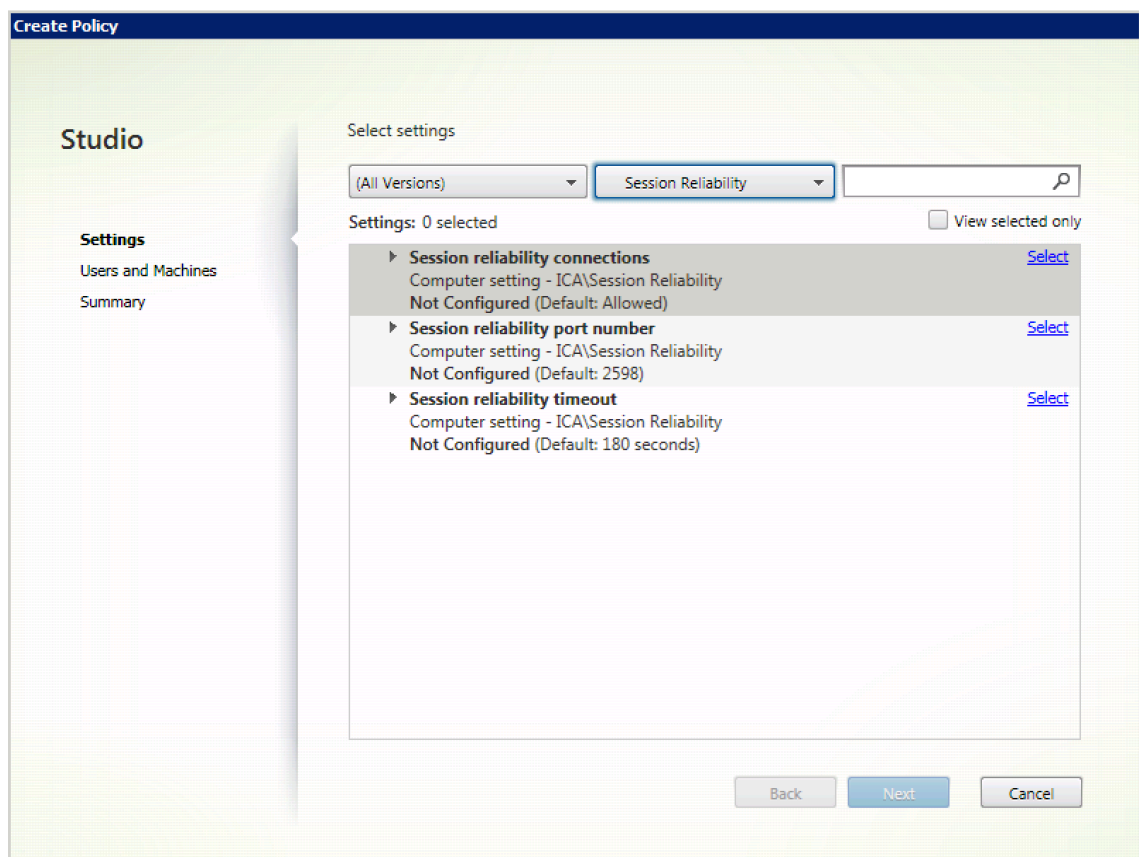 Create Policy
Studio
Settings
Users and Machines
Summary
Select settings
(All Versions)
Session Reliability
Settings: 0 selected
View selected only
Session reliability connections
Select
Computer setting - ICA\Session Reliability
Not Configured (Default: Allowed)
Session reliability port number
Select
Computer setting - ICA\Session Reliability
Not Configured (Default: 2598)
Session reliability timeout
Select
Computer setting - ICA\Session Reliability
Not Configured (Default: 180 seconds)
Back
Next
Cancel